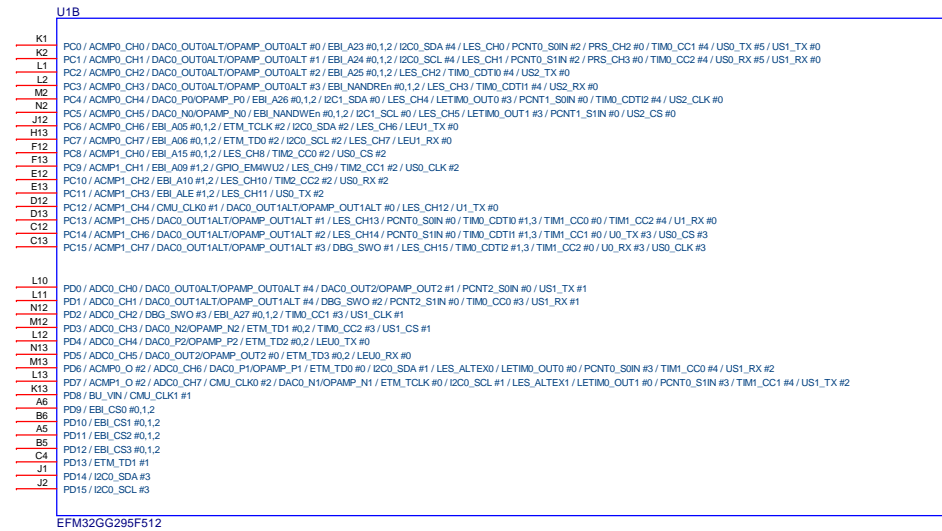 U1B
K1 PC0 / ACMP0_CH0 / DAC0_OUT0ALT/OPAMP_OUT0ALT #0 / EBI_A23 #0,1,2 / I2C0_SDA #4 / LES_CH0 / PCNT0_S0IN #2 / PRS_CH2 #0 / TIM0_CC1 #4 / US0_TX #5 / US1_TX #0
K2 PC1 / ACMP0_CH1 / DAC0_OUT0ALT/OPAMP_OUT0ALT #1 / EBI_A24 #0,1,2 / I2C0_SCL #4 / LES_CH1 / PCNT0_S1IN #2 / PRS_CH3 #0 / TIM0_CC2 #4 / US0_RX #5 / US1_RX #0
L1 PC2 / ACMP0_CH2 / DAC0_OUT0ALT/OPAMP_OUT0ALT #2 / EBI_A25 #0,1,2 / LES_CH2 / TIM0_CDTI0 #4 / US2_TX #0
L2 PC3 / ACMP0_CH3 / DAC0_OUT0ALT/OPAMP_OUT0ALT #3 / EBI_NANDREn #0,1,2 / LES_CH3 / TIM0_CDTI1 #4 / US2_RX #0
M2 PC4 / ACMP0_CH4 / DAC0_P0/OPAMP_P0 / EBI_A26 #0,1,2 / I2C1_SDA #0 / LES_CH4 / LETIM0_OUT0 #3 / PCNT1_S0IN #0 / TIM0_CDTI2 #4 / US2_CLK #0
N2 PC5 / ACMP0_CH5 / DAC0_N0/OPAMP_N0 / EBI_NANDWEn #0,1,2 / I2C1_SCL #0 / LES_CH5 / LETIM0_OUT1 #3 / PCNT1_S1IN #0 / US2_CS #0
J12 PC6 / ACMP0_CH6 / EBI_A05 #0,1,2 / ETM_TCLK #2 / I2C0_SDA #2 / LES_CH6 / LEU1_TX #0
H13 PC7 / ACMP0_CH7 / EBI_A06 #0,1,2 / ETM_TD0 #2 / I2C0_SCL #2 / LES_CH7 / LEU1_RX #0
F12 PC8 / ACMP1_CH0 / EBI_A15 #0,1,2 / LES_CH8 / TIM2_CC0 #2 / US0_CS #2
F13 PC9 / ACMP1_CH1 / EBI_A09 #1,2 / GPIO_EM4WU2 / LES_CH9 / TIM2_CC1 #2 / US0_CLK #2
E12 PC10 / ACMP1_CH2 / EBI_A10 #1,2 / LES_CH10 / TIM2_CC2 #2 / US0_RX #2
E13 PC11 / ACMP1_CH3 / EBI_ALE #1,2 / LES_CH11 / US0_TX #2
D12 PC12 / ACMP1_CH4 / CMU_CLK0 #1 / DAC0_OUT1ALT/OPAMP_OUT1ALT #0 / LES_CH12 / U1_TX #0
D13 PC13 / ACMP1_CH5 / DAC0_OUT1ALT/OPAMP_OUT1ALT #1 / LES_CH13 / PCNT0_S0IN #0 / TIM0_CDTI0 #1,3 / TIM1_CC0 #0 / TIM1_CC2 #4 / U1_RX #0
C12 PC14 / ACMP1_CH6 / DAC0_OUT1ALT/OPAMP_OUT1ALT #2 / LES_CH14 / PCNT0_S1IN #0 / TIM0_CDTI1 #1,3 / TIM1_CC1 #0 / U0_TX #3 / US0_CS #3
C13 PC15 / ACMP1_CH7 / DAC0_OUT1ALT/OPAMP_OUT1ALT #3 / DBG_SWO #1 / LES_CH15 / TIM0_CDTI2 #1,3 / TIM1_CC2 #0 / U0_RX #3 / US0_CLK #3
L10 PD0 / ADC0_CH0 / DAC0_OUT0ALT/OPAMP_OUT0ALT #4 / DAC0_OUT2/OPAMP_OUT2 #1 / PCNT2_S0IN #0 / US1_TX #1
L11 PD1 / ADC0_CH1 / DAC0_OUT1ALT/OPAMP_OUT1ALT #4 / DBG_SWO #2 / PCNT2_S1IN #0 / TIM0_CC0 #3 / US1_RX #1
N12 PD2 / ADC0_CH2 / DBG_SWO #3 / EBI_A27 #0,1,2 / TIM0_CC1 #3 / US1_CLK #1
M12 PD3 / ADC0_CH3 / DAC0_N2/OPAMP_N2 / ETM_TD1 #0,2 / TIM0_CC2 #3 / US1_CS #1
L12 PD4 / ADC0_CH4 / DAC0_P2/OPAMP_P2 / ETM_TD2 #0,2 / LEU0_TX #0
N13 PD5 / ADC0_CH5 / DAC0_OUT2/OPAMP_OUT2 #0 / ETM_TD3 #0,2 / LEU0_RX #0
M13 PD6 / ACMP0_O #2 / ADC0_CH6 / DAC0_P1/OPAMP_P1 / ETM_TD0 #0 / I2C0_SDA #1 / LES_ALTEX0 / LETIM0_OUT0 #0 / PCNT0_S0IN #3 / TIM1_CC0 #4 / US1_RX #2
L13 PD7 / ACMP1_O #2 / ADC0_CH7 / CMU_CLK0 #2 / DAC0_N1/OPAMP_N1 / ETM_TCLK #0 / I2C0_SCL #1 / LES_ALTEX1 / LETIM0_OUT1 #0 / PCNT0_S1IN #3 / TIM1_CC1 #4 / US1_TX #2
K13 PD8 / BU_VIN / CMU_CLK1 #1
A6 PD9 / EBI_CS0 #0,1,2
B6 PD10 / EBI_CS1 #0,1,2
A5 PD11 / EBI_CS2 #0,1,2
B5 PD12 / EBI_CS3 #0,1,2
C4 PD13 / ETM_TD1 #1
J1 PD14 / I2C0_SDA #3
J2 PD15 / I2C0_SCL #3
EFM32GG295F512